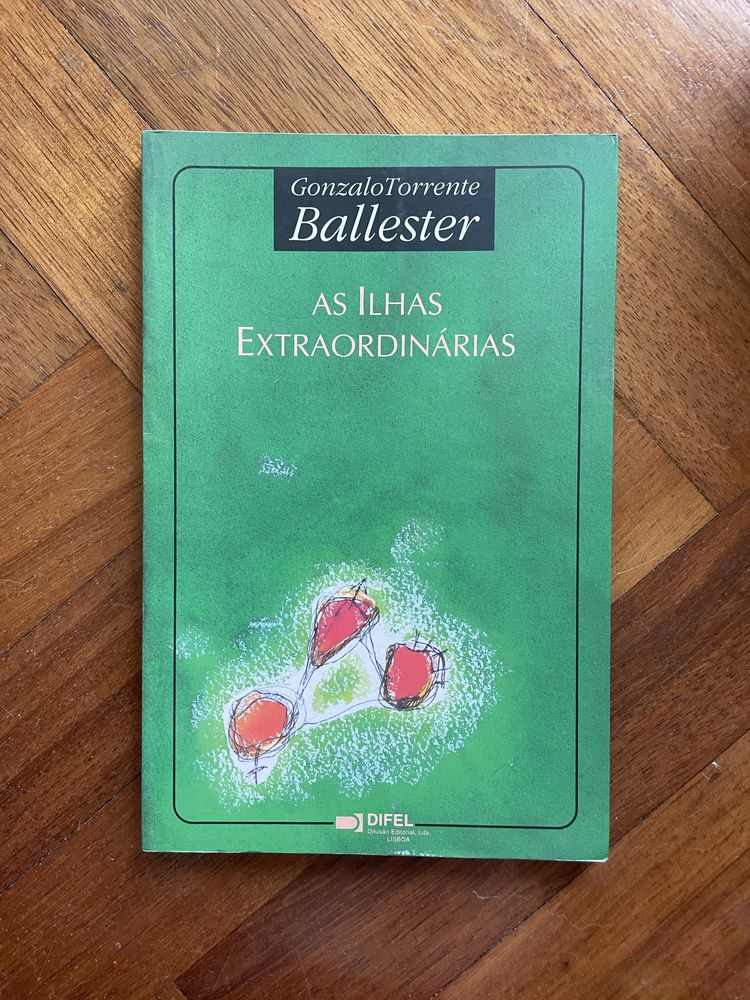 GonzaloTorrente
Ballester
AS ILHAS
EXTRAORDINÁRIAS
DIFEL
Difusão Editorial, Lda.
LISBOA